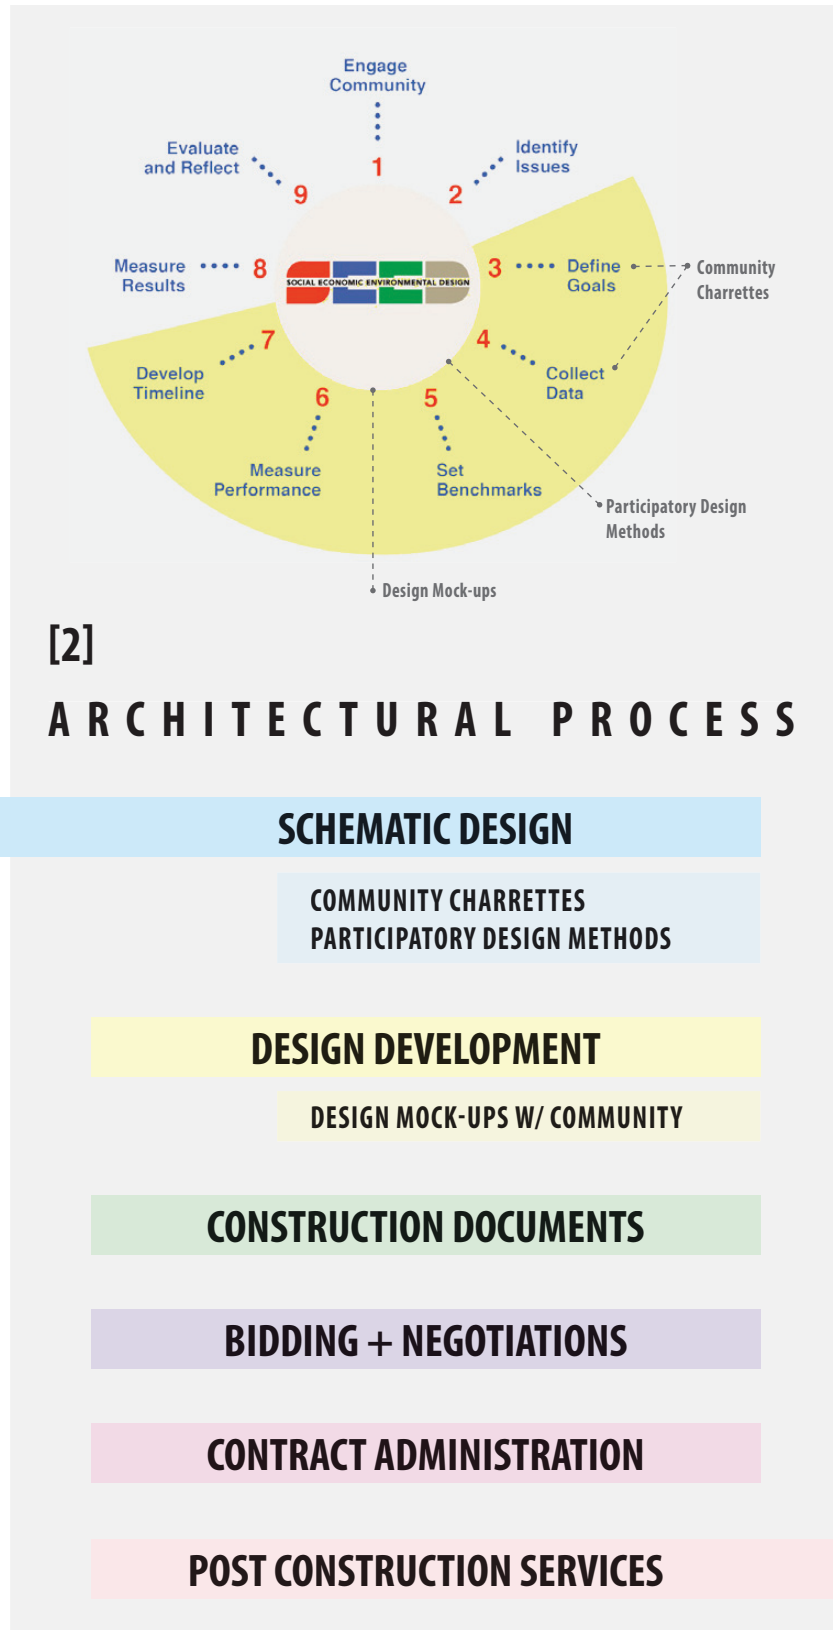 Engage
Community
1
Identify
Issues
2
3
Define
Goals
Community
Charrettes
4
Collect
Data
5
Set
Benchmarks
Participatory Design
Methods
6
Measure
Performance
Design Mock-ups
7
Develop
Timeline
8
Measure
Results
9
Evaluate
and Reflect
SEED
SOCIAL ECONOMIC ENVIRONMENTAL DESIGN
[2]
ARCHITECTURAL PROCESS
SCHEMATIC DESIGN
COMMUNITY CHARRETTES
PARTICIPATORY DESIGN METHODS
DESIGN DEVELOPMENT
DESIGN MOCK-UPS W/ COMMUNITY
CONSTRUCTION DOCUMENTS
BIDDING + NEGOTIATIONS
CONTRACT ADMINISTRATION
POST CONSTRUCTION SERVICES